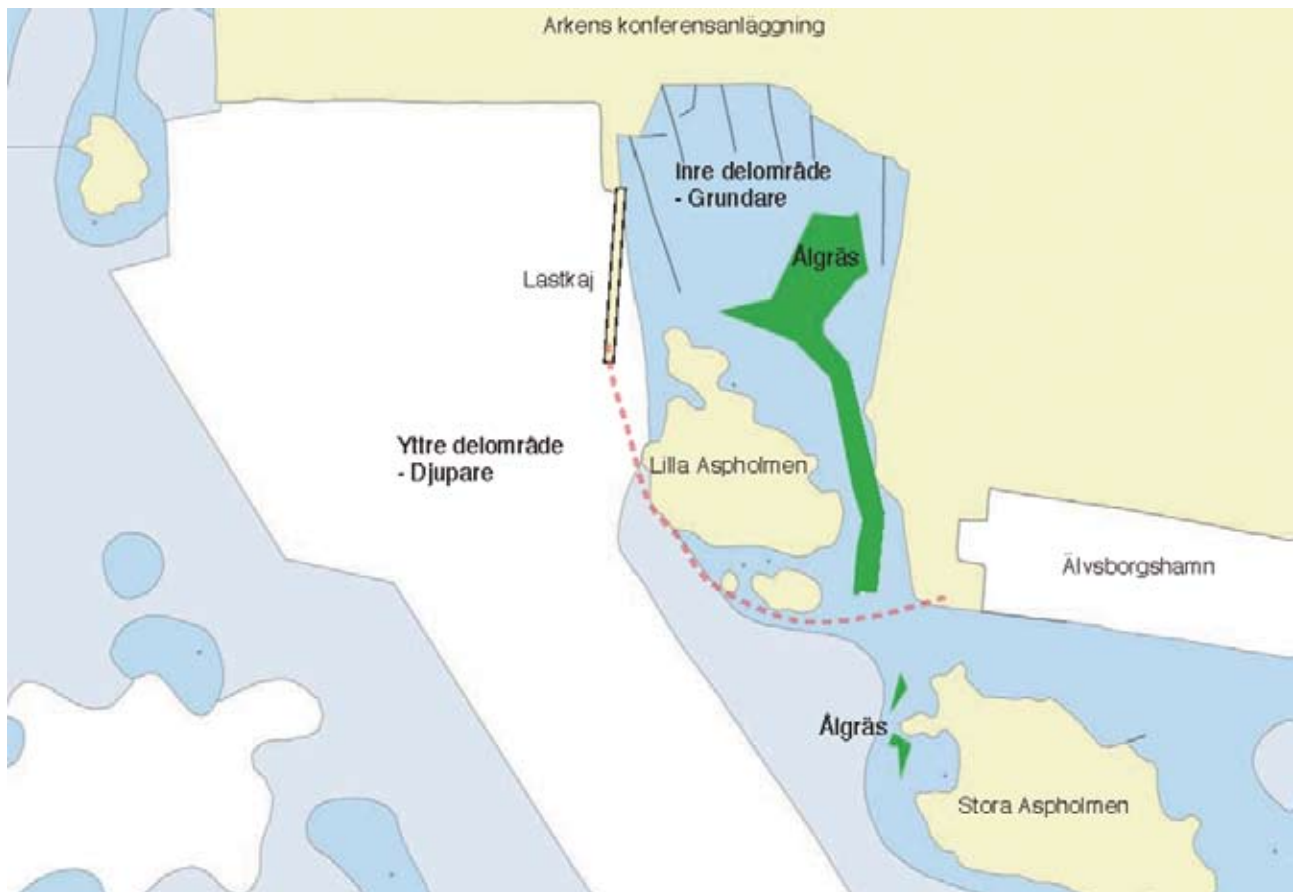 Arkens konferensanläggning
Inre delområde
- Grundare
Ålgräs
Lastkaj
Yttre delområde
- Djupare
Lilla Aspholmen
Älvsborgshamn
Ålgräs
Stora Aspholmen